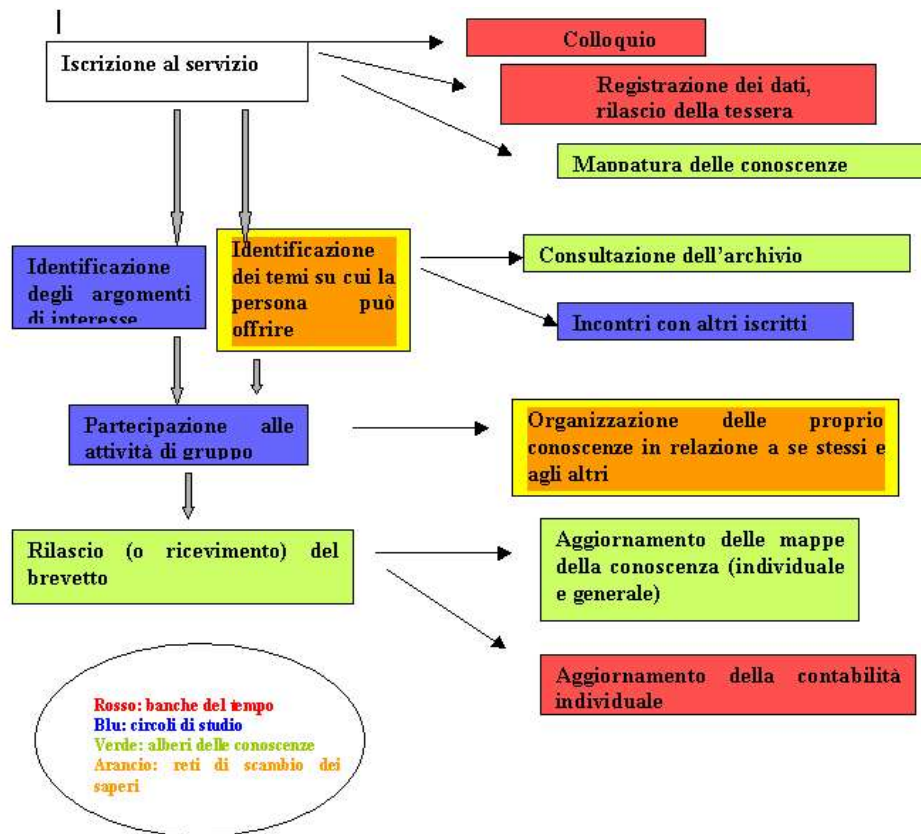 Iscrizione al servizio
Colloquio
Registrazione dei dati,
rilascio della tessera
Mappatura delle conoscenze
Identificazione
degli argomenti
di interesse
Identificazione
dei temi su cui la
persona può
offrire
Consultazione dell'archivio
Incontri con altri iscritti
Partecipazione alle
attività di gruppo
Organizzazione delle proprio
conoscenze in relazione a se stessi e
agli altri
Rilascio (o ricevimento) del
brevetto
Aggiornamento delle mappe
della conoscenza (individuale
e generale)
Aggiornamento della contabilità
individuale
Rosso: banche del tempo
Blu: circoli di studio
Verde: alberi delle conoscenze
Arancio: reti di scambio dei
saperi